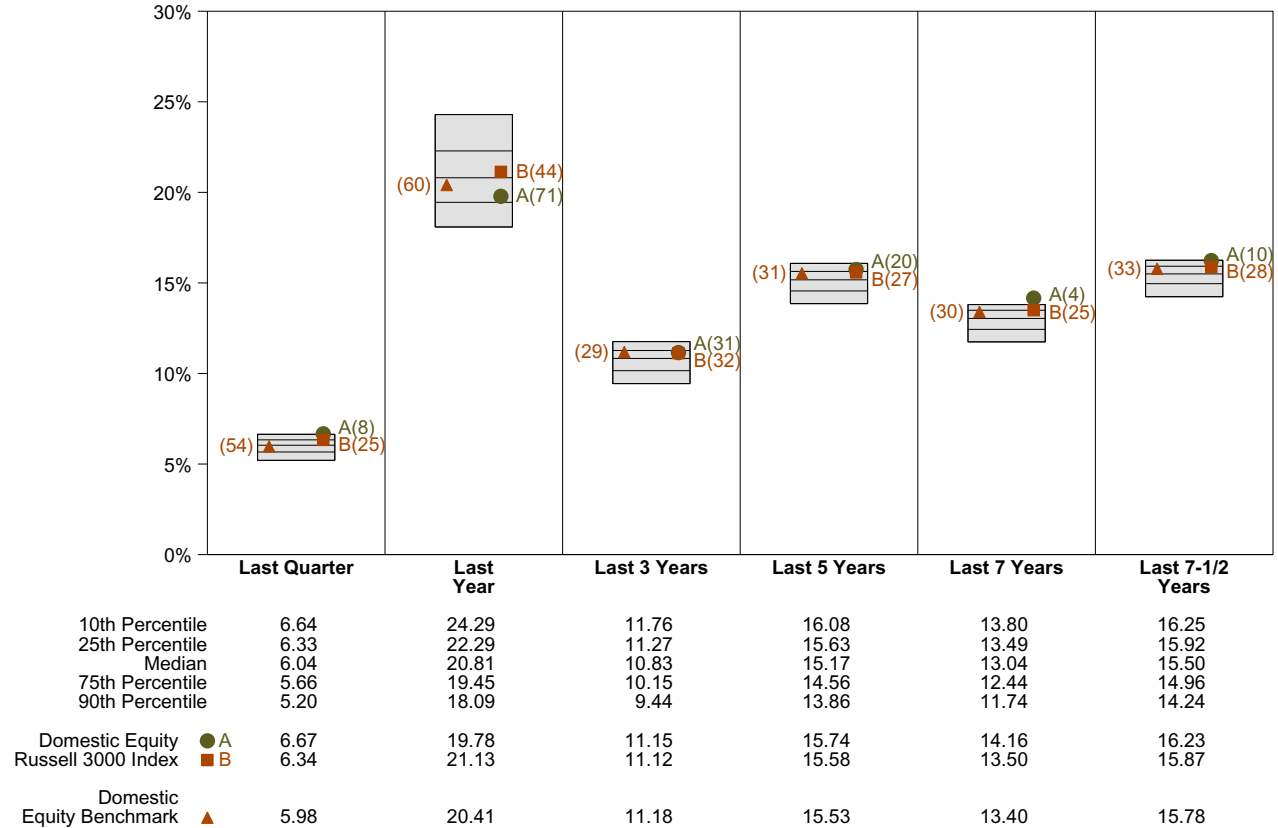 30%
25%
20%
15%
10%
5%
0%
(54)
A(8)
B(25)
(60)
B(44)
A(71)
(29)
A(31)
B(32)
(31)
A(20)
B(27)
(30)
A(4)
B(25)
(33)
A(10)
B(28)
Last Quarter Last Year Last 3 Years Last 5 Years Last 7 Years Last 7-1/2 Years
10th Percentile 6.64 24.29 11.76 16.08 13.80 16.25
25th Percentile 6.33 22.29 11.27 15.63 13.49 15.92
Median 6.04 20.81 10.83 15.17 13.04 15.50
75th Percentile 5.66 19.45 10.15 14.56 12.44 14.96
90th Percentile 5.20 18.09 9.44 13.86 11.74 14.24
Domestic Equity A 6.67 19.78 11.15 15.74 14.16 16.23
Russell 3000 Index B 6.34 21.13 11.12 15.58 13.50 15.87
Domestic
Equity Benchmark 5.98 20.41 11.18 15.53 13.40 15.78